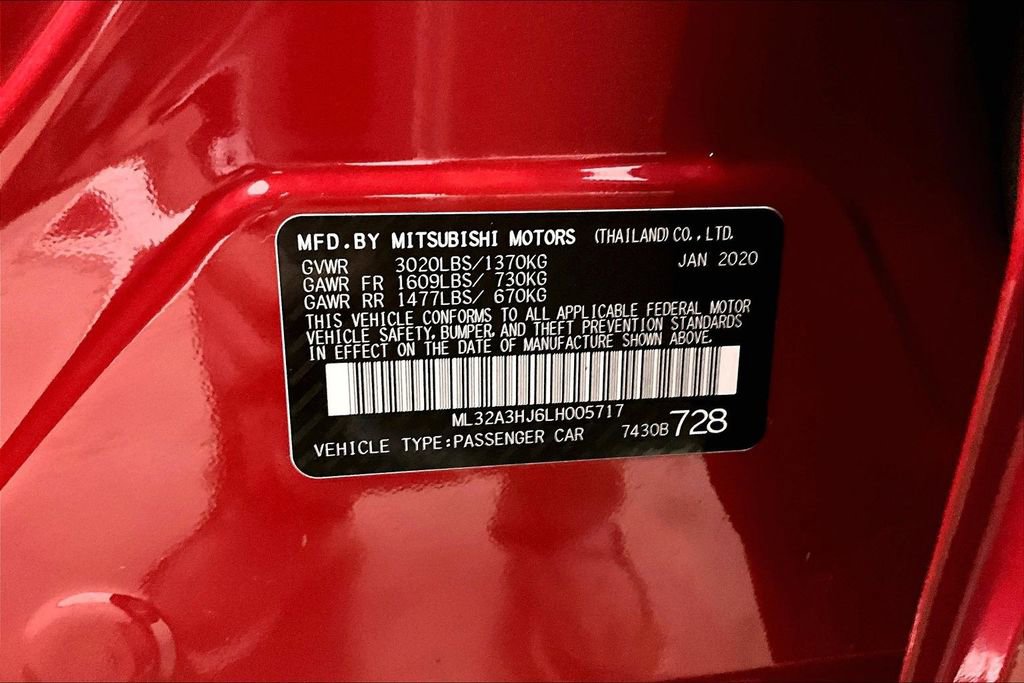 MFD.BY MITSUBISHI MOTORS (THAILAND) CO., LTD.
GVWR 3020LBS/1370KG JAN 2020
GAWR FR 1609LBS/ 730KG
GAWR RR 1477LBS/ 670KG
THIS VEHICLE CONFORMS TO ALL APPLICABLE FEDERAL MOTOR
VEHICLE SAFETY, BUMPER, AND THEFT PREVENTION STANDARDS
IN EFFECT ON THE DATE OF MANUFACTURE SHOWN ABOVE.
ML32A3HJ6LH005717
VEHICLE TYPE:PASSENGER CAR 7430B 728